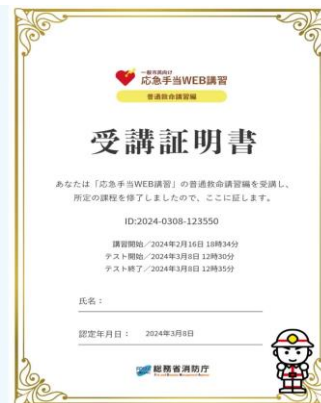 一般市民向け
応急手当WEB講習
普通救命講習編
受講証明書
あなたは「応急手当WEB講習」の普通救命講習編を受講し、
所定の課程を修了しましたので、ここに証します。
ID:2024-0308-123550
講習開始／2024年2月16日 18時34分
テスト開始／2024年3月8日 12時30分
テスト終了／2024年3月8日 12時35分
氏名：
認定年月日： 2024年3月8日
総務省消防庁